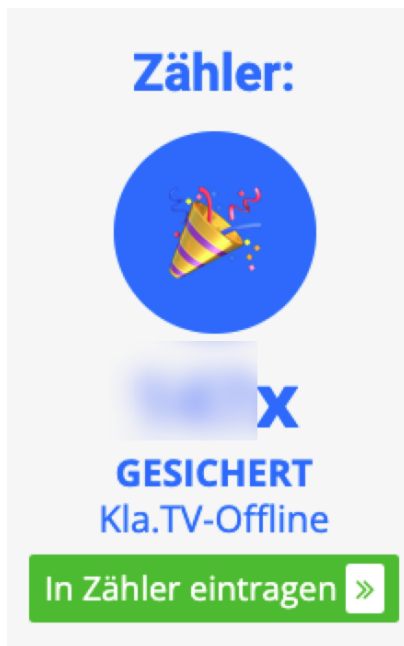 Zähler:
x
GESICHERT
Kla.TV-Offline
In Zähler eintragen »